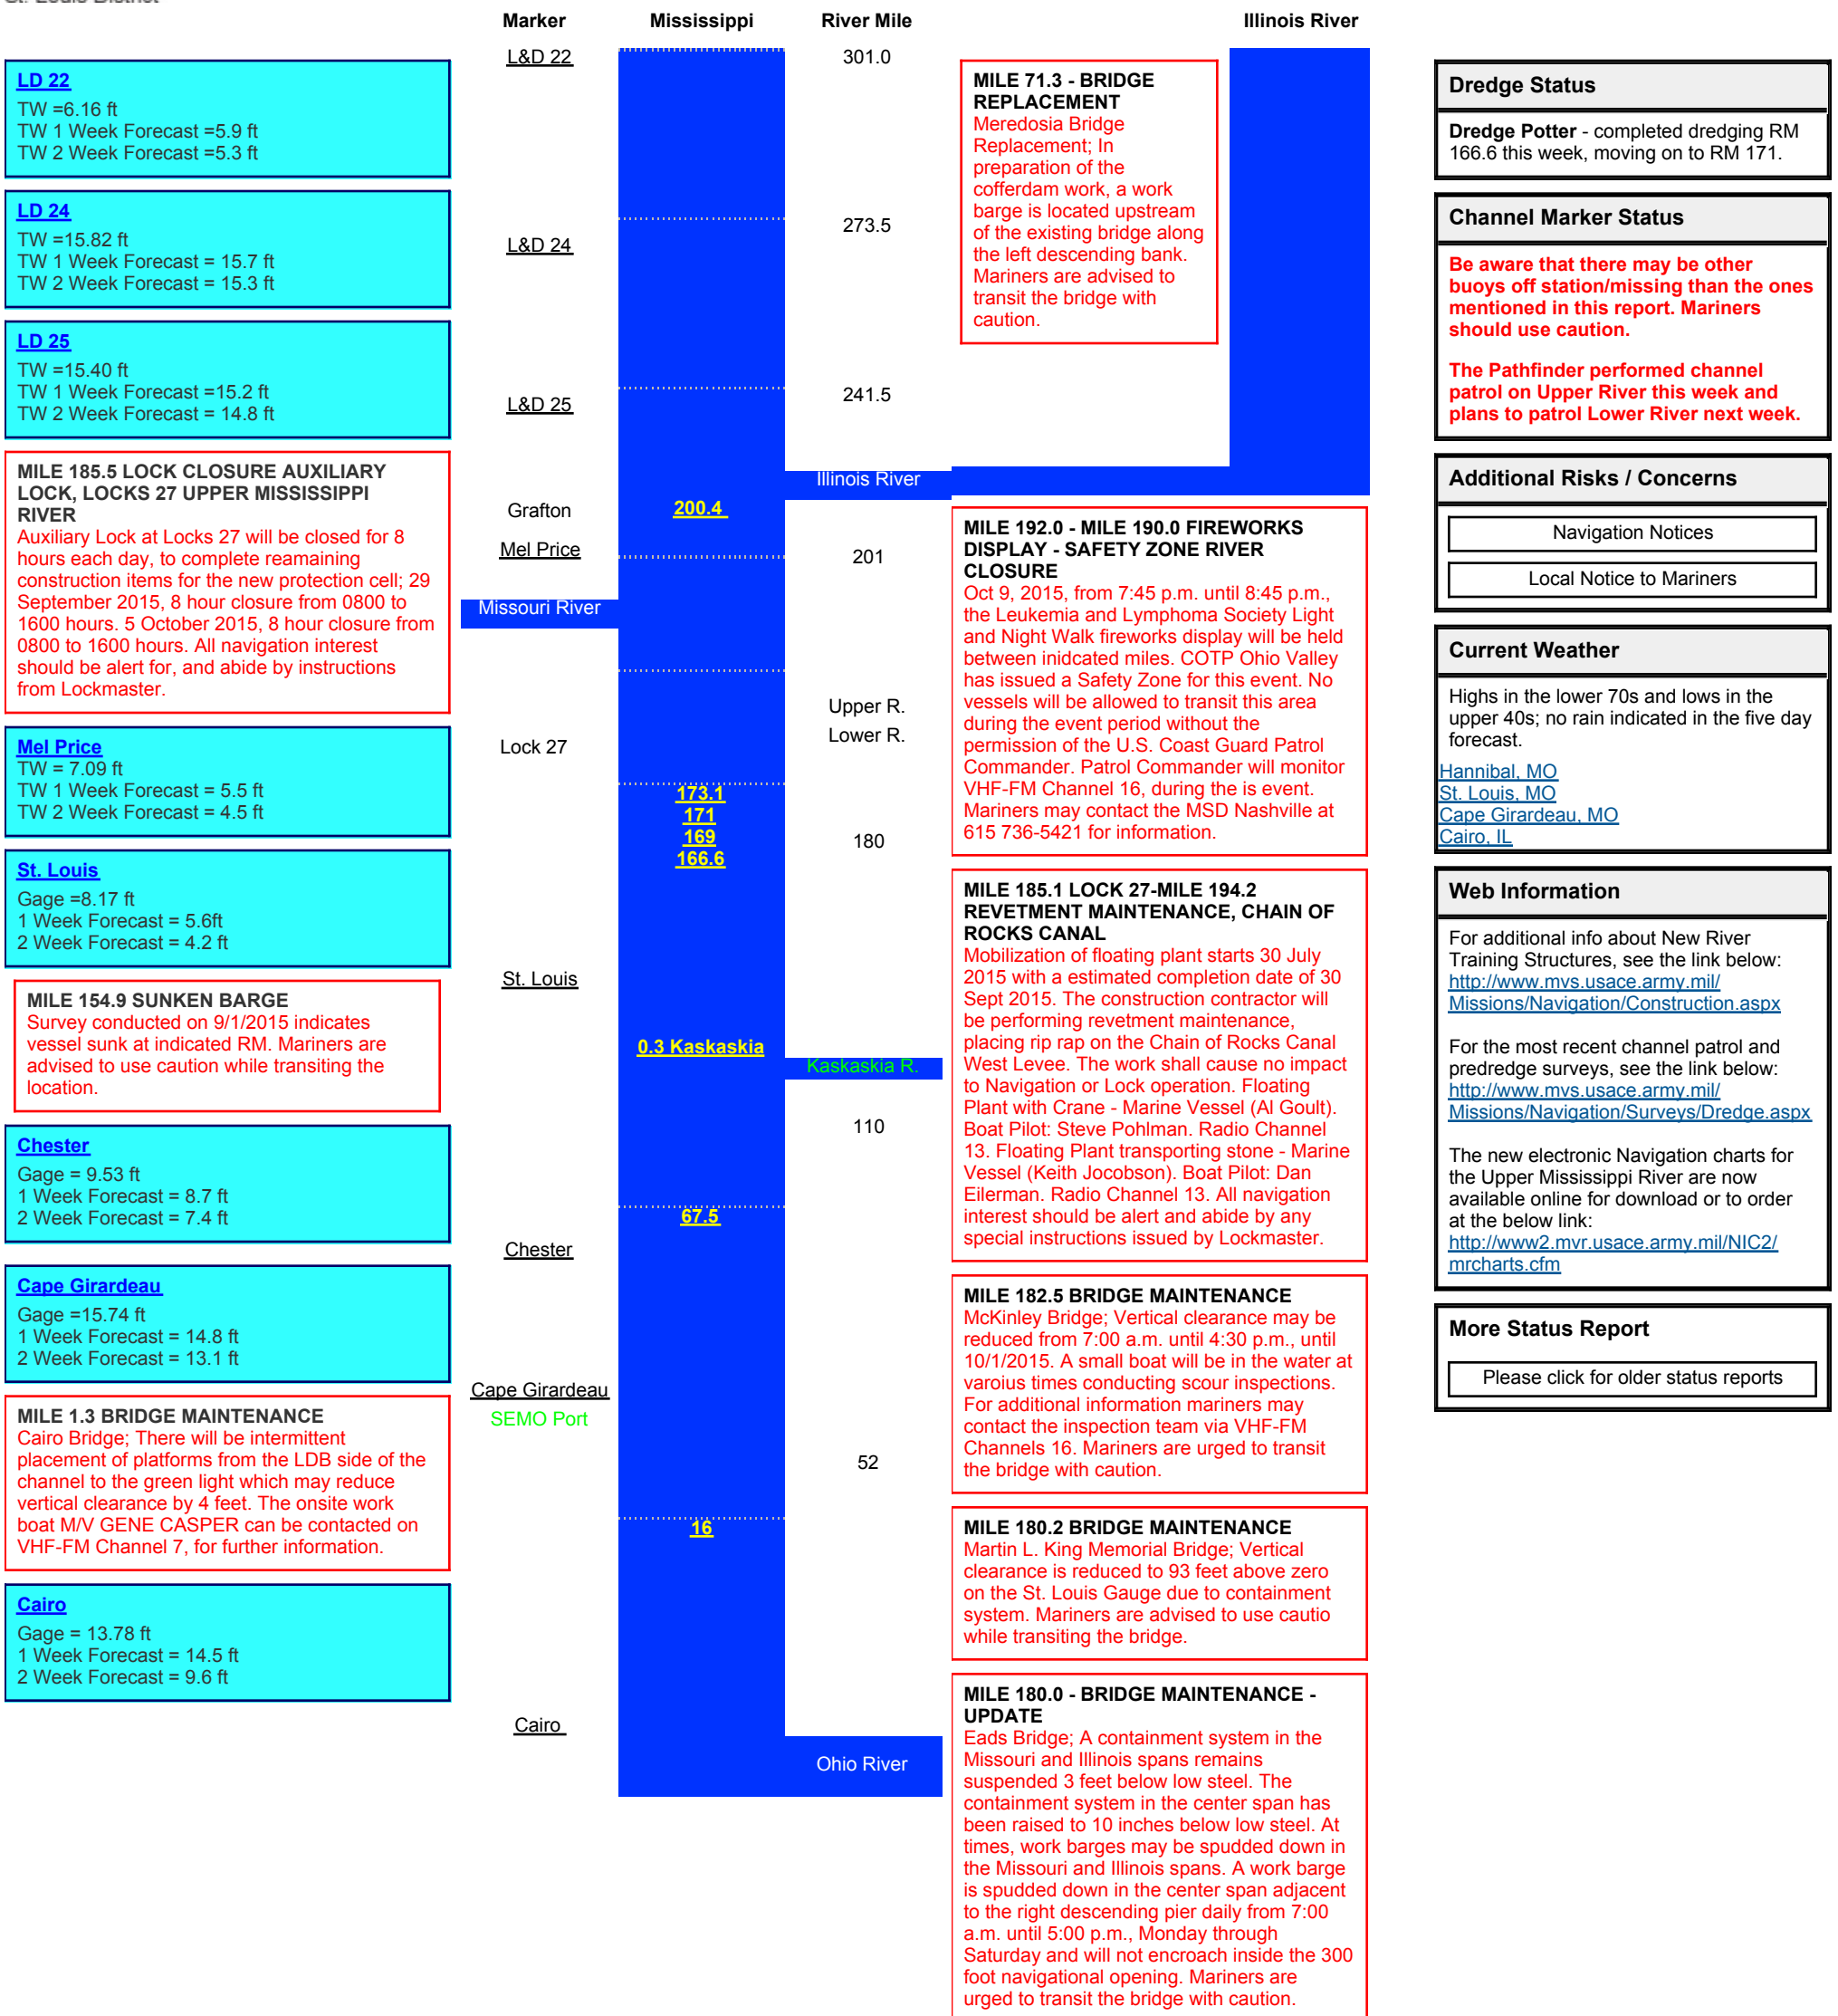 St. Louis District
Marker
Mississippi
River Mile
Illinois River
LD 22
TW =6.16 ft
TW 1 Week Forecast =5.9 ft
TW 2 Week Forecast =5.3 ft
LD 24
TW =15.82 ft
TW 1 Week Forecast = 15.7 ft
TW 2 Week Forecast = 15.3 ft
LD 25
TW =15.40 ft
TW 1 Week Forecast =15.2 ft
TW 2 Week Forecast = 14.8 ft
MILE 185.5 LOCK CLOSURE AUXILIARY
LOCK, LOCKS 27 UPPER MISSISSIPPI
RIVER
Auxiliary Lock at Locks 27 will be closed for 8
hours each day, to complete reamaining
construction items for the new protection cell; 29
September 2015, 8 hour closure from 0800 to
1600 hours. 5 October 2015, 8 hour closure from
0800 to 1600 hours. All navigation interest
should be alert for, and abide by instructions
from Lockmaster.
Mel Price
TW = 7.09 ft
TW 1 Week Forecast = 5.5 ft
TW 2 Week Forecast = 4.5 ft
St. Louis
Gage =8.17 ft
1 Week Forecast = 5.6ft
2 Week Forecast = 4.2 ft
MILE 154.9 SUNKEN BARGE
Survey conducted on 9/1/2015 indicates
vessel sunk at indicated RM. Mariners are
advised to use caution while transiting the
location.
Chester
Gage = 9.53 ft
1 Week Forecast = 8.7 ft
2 Week Forecast = 7.4 ft
Cape Girardeau
Gage =15.74 ft
1 Week Forecast = 14.8 ft
2 Week Forecast = 13.1 ft
MILE 1.3 BRIDGE MAINTENANCE
Cairo Bridge; There will be intermittent
placement of platforms from the LDB side of the
channel to the green light which may reduce
vertical clearance by 4 feet. The onsite work
boat M/V GENE CASPER can be contacted on
VHF-FM Channel 7, for further information.
Cairo
Gage = 13.78 ft
1 Week Forecast = 14.5 ft
2 Week Forecast = 9.6 ft
L&D 22
L&D 24
L&D 25
Grafton
Mel Price
Missouri River
Lock 27
St. Louis
Chester
Cape Girardeau
SEMO Port
Cairo
200.4
173.1
171
169
166.6
0.3 Kaskaskia
67.5
16
301.0
273.5
241.5
Illinois River
201
Upper R.
Lower R.
180
Kaskaskia R.
110
52
Ohio River
MILE 71.3 - BRIDGE
REPLACEMENT
Meredosia Bridge
Replacement; In
preparation of the
cofferdam work, a work
barge is located upstream
of the existing bridge along
the left descending bank.
Mariners are advised to
transit the bridge with
caution.
MILE 192.0 - MILE 190.0 FIREWORKS
DISPLAY - SAFETY ZONE RIVER
CLOSURE
Oct 9, 2015, from 7:45 p.m. until 8:45 p.m.,
the Leukemia and Lymphoma Society Light
and Night Walk fireworks display will be held
between inidcated miles. COTP Ohio Valley
has issued a Safety Zone for this event. No
vessels will be allowed to transit this area
during the event period without the
permission of the U.S. Coast Guard Patrol
Commander. Patrol Commander will monitor
VHF-FM Channel 16, during the is event.
Mariners may contact the MSD Nashville at
615 736-5421 for information.
MILE 185.1 LOCK 27-MILE 194.2
REVETMENT MAINTENANCE, CHAIN OF
ROCKS CANAL
Mobilization of floating plant starts 30 July
2015 with a estimated completion date of 30
Sept 2015. The construction contractor will
be performing revetment maintenance,
placing rip rap on the Chain of Rocks Canal
West Levee. The work shall cause no impact
to Navigation or Lock operation. Floating
Plant with Crane - Marine Vessel (Al Goult).
Boat Pilot: Steve Pohlman. Radio Channel
13. Floating Plant transporting stone - Marine
Vessel (Keith Jocobson). Boat Pilot: Dan
Eilerman. Radio Channel 13. All navigation
interest should be alert and abide by any
special instructions issued by Lockmaster.
MILE 182.5 BRIDGE MAINTENANCE
McKinley Bridge; Vertical clearance may be
reduced from 7:00 a.m. until 4:30 p.m., until
10/1/2015. A small boat will be in the water at
varoius times conducting scour inspections.
For additional information mariners may
contact the inspection team via VHF-FM
Channels 16. Mariners are urged to transit
the bridge with caution.
MILE 180.2 BRIDGE MAINTENANCE
Martin L. King Memorial Bridge; Vertical
clearance is reduced to 93 feet above zero
on the St. Louis Gauge due to containment
system. Mariners are advised to use cautio
while transiting the bridge.
MILE 180.0 - BRIDGE MAINTENANCE -
UPDATE
Eads Bridge; A containment system in the
Missouri and Illinois spans remains
suspended 3 feet below low steel. The
containment system in the center span has
been raised to 10 inches below low steel. At
times, work barges may be spudded down in
the Missouri and Illinois spans. A work barge
is spudded down in the center span adjacent
to the right descending pier daily from 7:00
a.m. until 5:00 p.m., Monday through
Saturday and will not encroach inside the 300
foot navigational opening. Mariners are
urged to transit the bridge with caution.
Dredge Status
Dredge Potter - completed dredging RM
166.6 this week, moving on to RM 171.
Channel Marker Status
Be aware that there may be other
buoys off station/missing than the ones
mentioned in this report. Mariners
should use caution.
The Pathfinder performed channel
patrol on Upper River this week and
plans to patrol Lower River next week.
Additional Risks / Concerns
Navigation Notices
Local Notice to Mariners
Current Weather
Highs in the lower 70s and lows in the
upper 40s; no rain indicated in the five day
forecast.
Hannibal, MO
St. Louis, MO
Cape Girardeau, MO
Cairo, IL
Web Information
For additional info about New River
Training Structures, see the link below:
http://www.mvs.usace.army.mil/
Missions/Navigation/Construction.aspx
For the most recent channel patrol and
predredge surveys, see the link below:
http://www.mvs.usace.army.mil/
Missions/Navigation/Surveys/Dredge.aspx
The new electronic Navigation charts for
the Upper Mississippi River are now
available online for download or to order
at the below link:
http://www2.mvr.usace.army.mil/NIC2/
mrcharts.cfm
More Status Report
Please click for older status reports